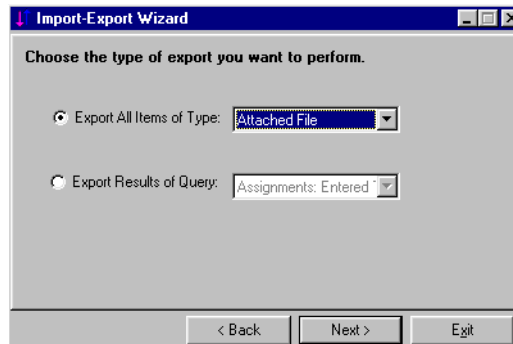 Import-Export Wizard
Choose the type of export you want to perform.
Export All Items of Type: Attached File
Export Results of Query: Assignments: Entered
< Back Next > Exit